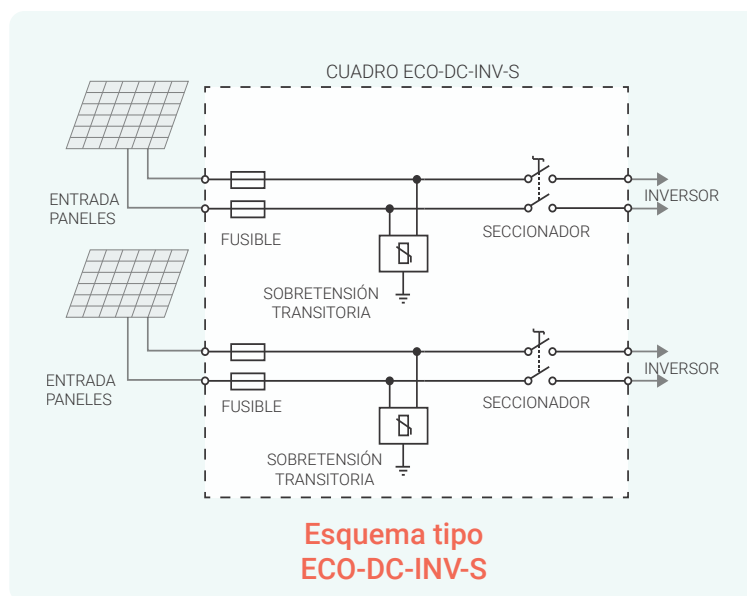 CUADRO ECO-DC-INV-S
ENTRADA
PANELES
FUSIBLE
SOBRETENSIÓN
TRANSITORIA
SECCIONADOR
INVERSOR
ENTRADA
PANELES
FUSIBLE
SOBRETENSIÓN
TRANSITORIA
SECCIONADOR
INVERSOR
Esquema tipo
ECO-DC-INV-S